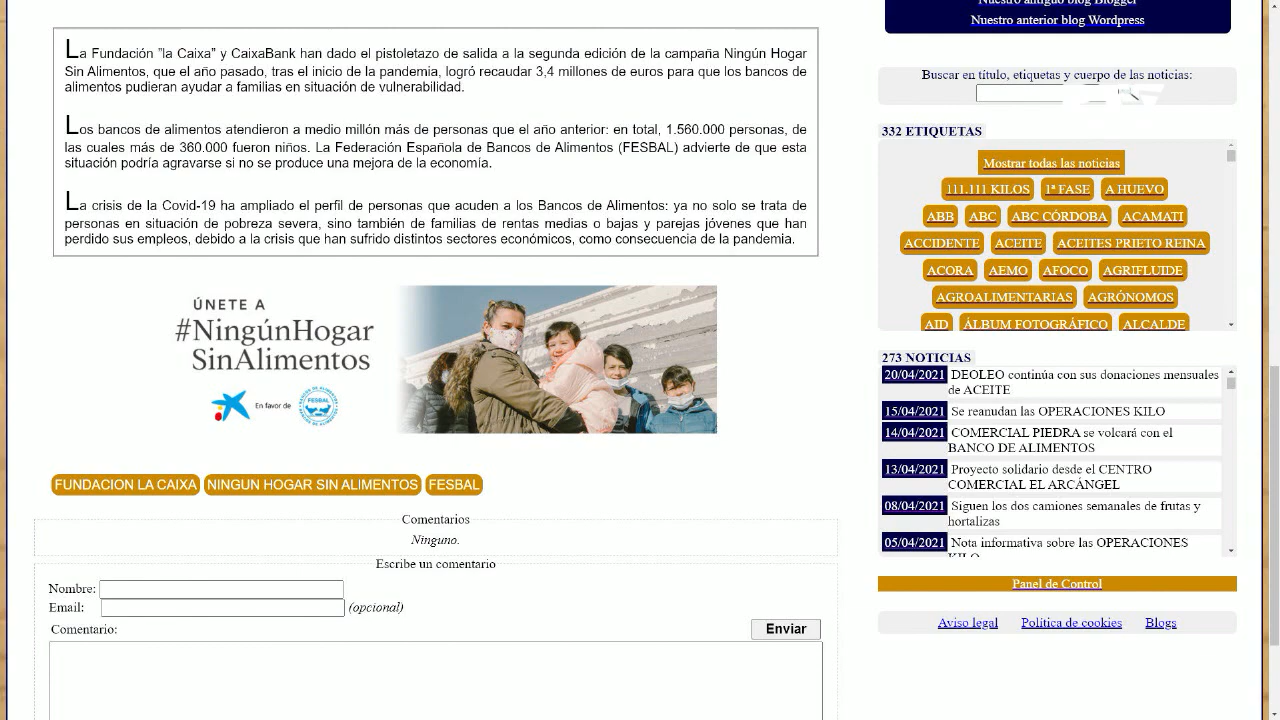 La Fundación ”la Caixa” y CaixaBank han dado el pistoletazo de salida a la segunda edición de la campaña Ningún Hogar
Sin Alimentos, que el año pasado, tras el inicio de la pandemia, logró recaudar 3,4 millones de euros para que los bancos de
alimentos pudieran ayudar a familias en situación de vulnerabilidad.
Los bancos de alimentos atendieron a medio millón más de personas que el año anterior: en total, 1.560.000 personas, de
las cuales más de 360.000 fueron niños. La Federación Española de Bancos de Alimentos (FESBAL) advierte de que esta
situación podría agravarse si no se produce una mejora de la economía.
La crisis de la Covid-19 ha ampliado el perfil de personas que acuden a los Bancos de Alimentos: ya no solo se trata de
personas en situación de pobreza severa, sino también de familias de rentas medias o bajas y parejas jóvenes que han
perdido sus empleos, debido a la crisis que han sufrido distintos sectores económicos, como consecuencia de la pandemia.
ÚNETE A
#NingúnHogar
SinAlimentos
En favor de
FESBAL
FUNDACION LA CAIXA NINGUN HOGAR SIN ALIMENTOS FESBAL
Comentarios
Ninguno.
Escribe un comentario
Nombre:
Email: (opcional)
Comentario: Enviar
Nuestro antiguo blog Blogger
Nuestro anterior blog Wordpress
Buscar en título, etiquetas y cuerpo de las noticias:
332 ETIQUETAS
Mostrar todas las noticias
111.111 KILOS 1ª FASE A HUEVO
ABB ABC ABC CÓRDOBA ACAMATI
ACCIDENTE ACEITE ACEITES PRIETO REINA
ACORA AEMO AFOCO AGRIFLUIDE
AGROALIMENTARIAS AGRÓNOMOS
AID ÁLBUM FOTOGRÁFICO ALCALDE
273 NOTICIAS
20/04/2021 DEOLEO continúa con sus donaciones mensuales
de ACEITE
15/04/2021 Se reanudan las OPERACIONES KILO
14/04/2021 COMERCIAL PIEDRA se volcará con el
BANCO DE ALIMENTOS
13/04/2021 Proyecto solidario desde el CENTRO
COMERCIAL EL ARCÁNGEL
08/04/2021 Siguen los dos camiones semanales de frutas y
hortalizas
05/04/2021 Nota informativa sobre las OPERACIONES
KILO
Panel de Control
Aviso legal Política de cookies Blogs